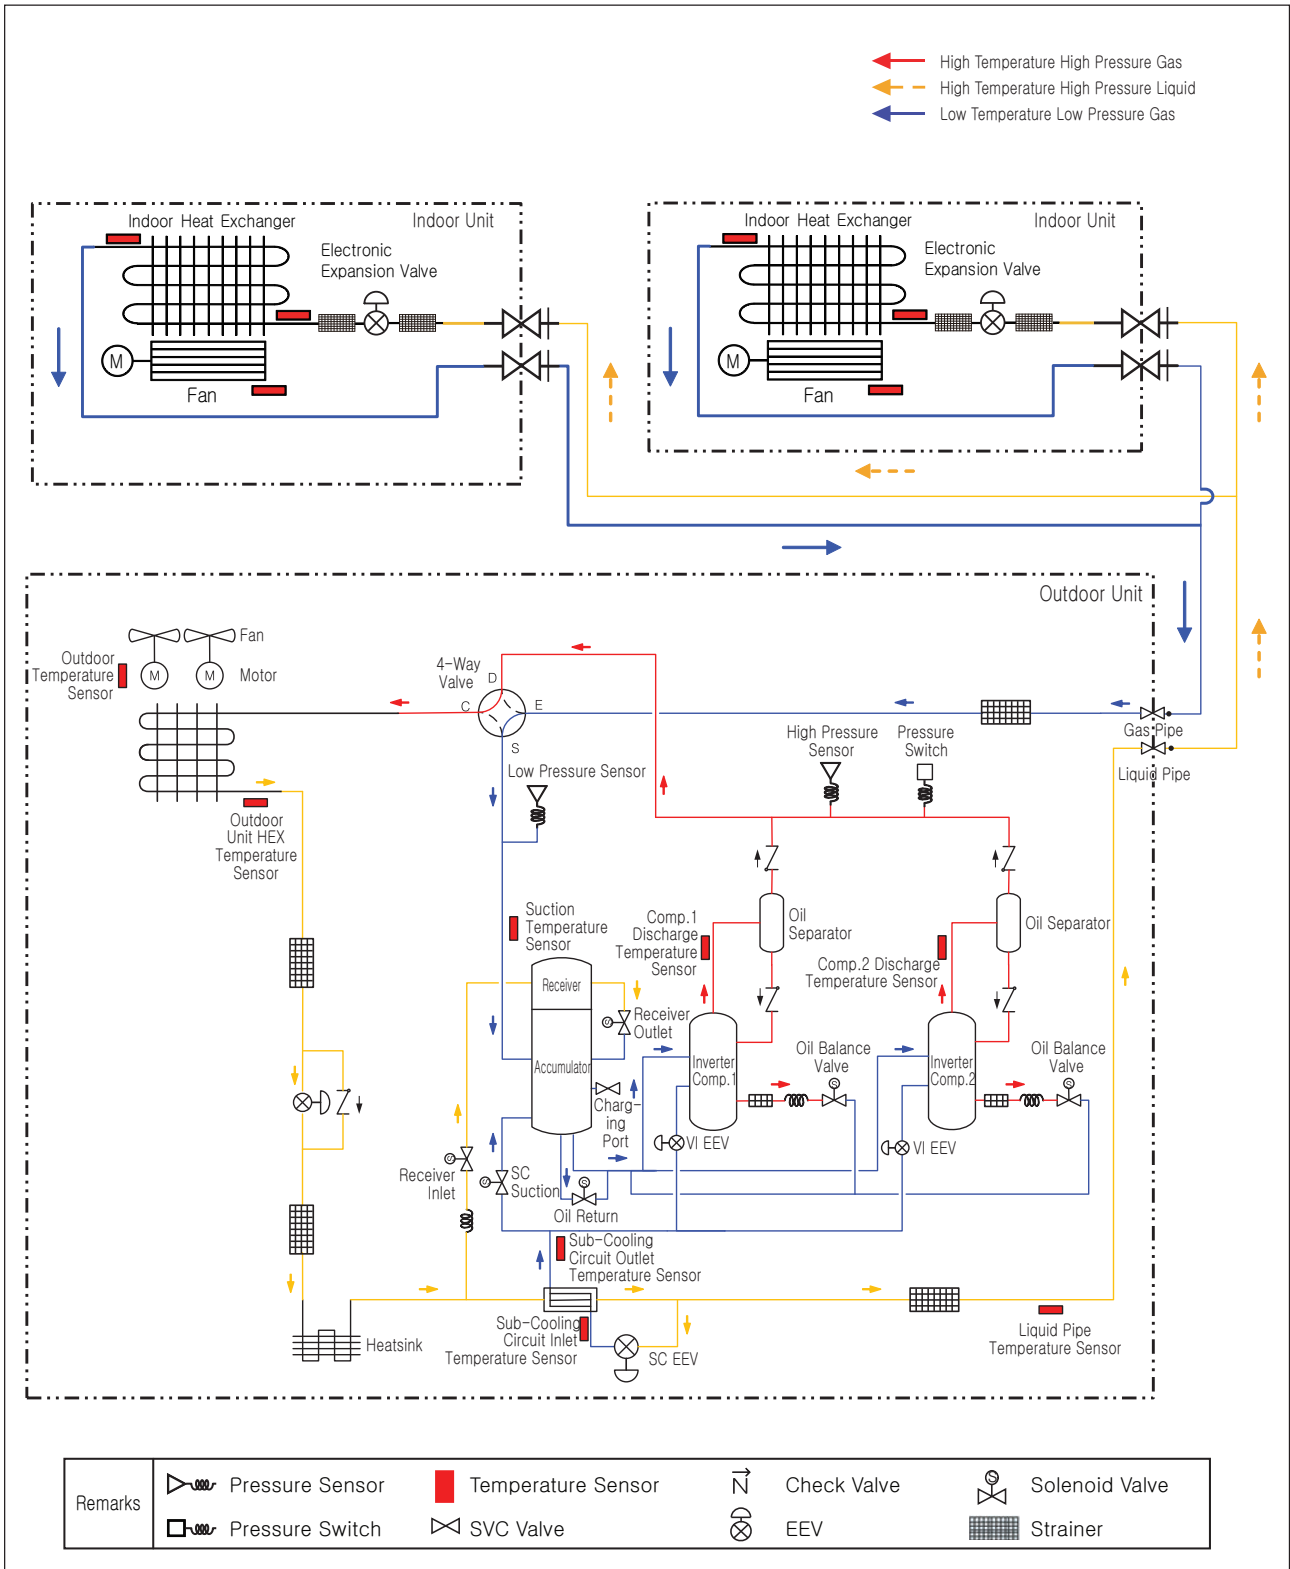 High Temperature High Pressure Gas
High Temperature High Pressure Liquid
Low Temperature Low Pressure Gas
Indoor Heat Exchanger
Indoor Unit
Electronic
Expansion Valve
M
Fan
Indoor Heat Exchanger
Indoor Unit
Electronic
Expansion Valve
M
Fan
Outdoor Unit
Fan
Outdoor
Temperature
Sensor
M
M
Motor
4-Way
Valve
D
C
E
S
Gas Pipe
Liquid Pipe
High Pressure
Sensor
Pressure
Switch
Low Pressure Sensor
Outdoor
Unit HEX
Temperature
Sensor
Suction
Temperature
Sensor
Comp.1
Discharge
Temperature
Sensor
Oil
Separator
Comp.2 Discharge
Temperature Sensor
Oil Separator
Receiver
S
Receiver
Outlet
Accumulator
Inverter
Comp.1
Oil Balance
Valve
S
Inverter
Comp.2
Oil Balance
Valve
S
Charg-
ing
Port
VI EEV
VI EEV
S
Receiver
Inlet
S
SC
Suction
S
Oil Return
Sub-Cooling
Circuit Outlet
Temperature Sensor
Heatsink
Sub-Cooling
Circuit Inlet
Temperature Sensor
SC EEV
Liquid Pipe
Temperature Sensor
Remarks
Pressure Sensor
Temperature Sensor
Check Valve
S
Solenoid Valve
Pressure Switch
SVC Valve
EEV
Strainer